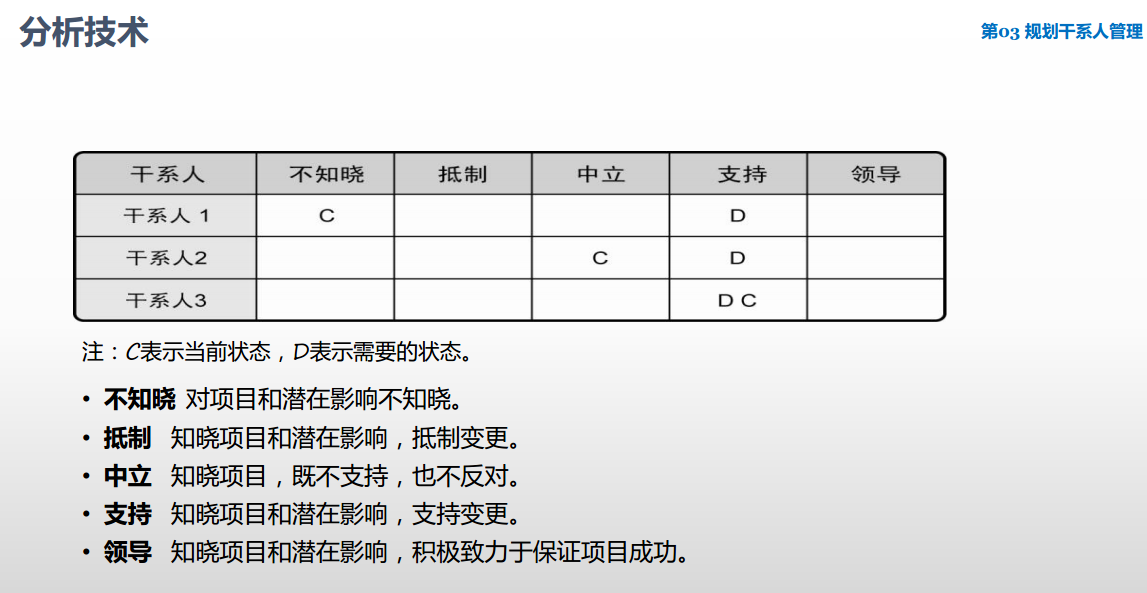 分析技术
第03 规划干系人管理
干系人 不知晓 抵制 中立 支持 领导
干系人 1 C D
干系人2 C D
干系人3 D C
注：C表示当前状态，D表示需要的状态。
• 不知晓 对项目和潜在影响不知晓。
• 抵制 知晓项目和潜在影响，抵制变更。
• 中立 知晓项目，既不支持，也不反对。
• 支持 知晓项目和潜在影响，支持变更。
• 领导 知晓项目和潜在影响，积极致力于保证项目成功。